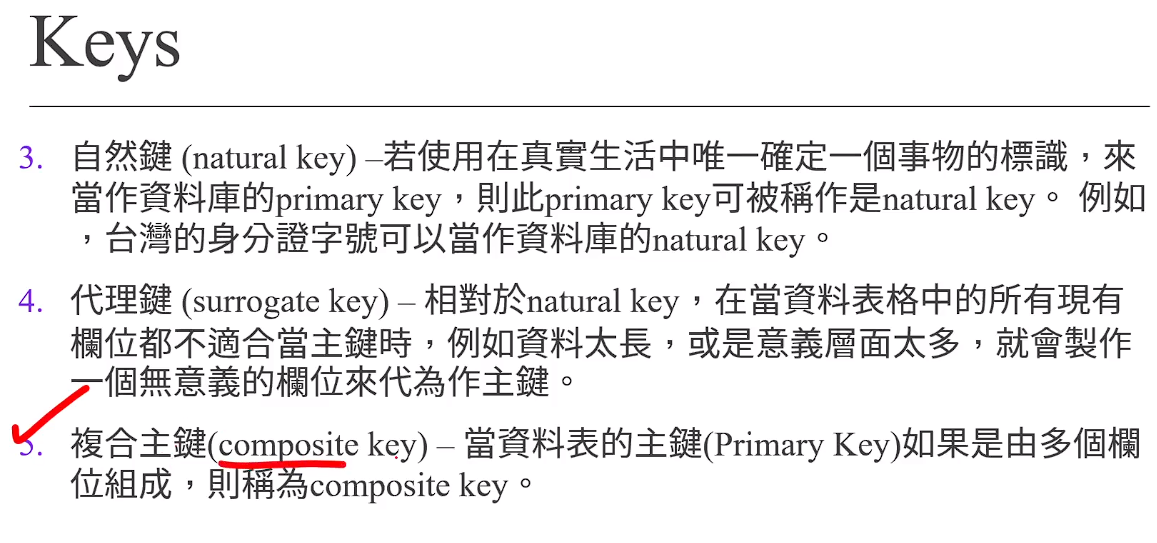 Keys
3. 自然鍵 (natural key) –若使用在真實生活中唯一確定一個事物的標識，來
當作資料庫的primary key，則此primary key可被稱作是natural key。 例如
，台灣的身分證字號可以當作資料庫的natural key。
4. 代理鍵 (surrogate key) – 相對於natural key，在當資料表格中的所有現有
欄位都不適合當主鍵時，例如資料太長，或是意義層面太多，就會製作
一個無意義的欄位來代為作主鍵。
5. 複合主鍵(composite key) – 當資料表的主鍵(Primary Key)如果是由多個欄
位組成，則稱為composite key。